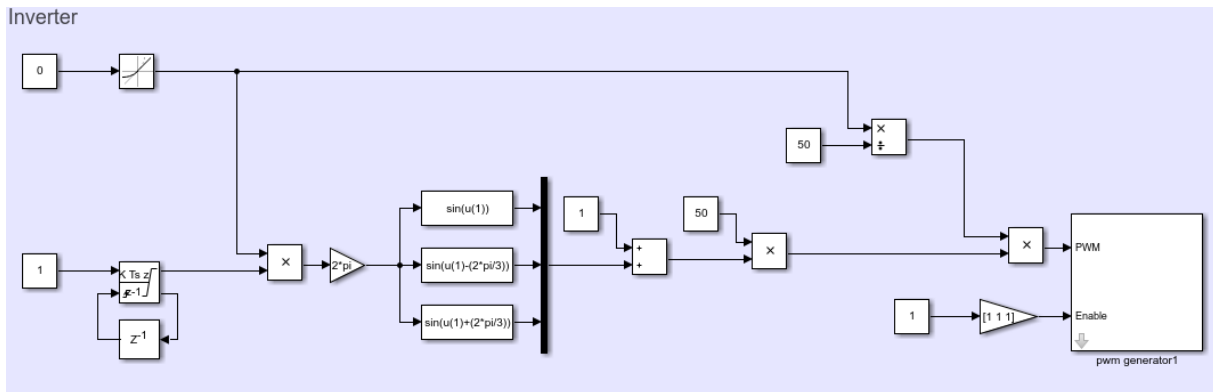 Inverter
0
×
÷
50
sin(u(1))
1
50
PWM
1
K Ts z
z-1
×
2*pi
sin(u(1)-(2*pi/3))
+
+
×
×
Z-1
sin(u(1)+(2*pi/3))
1
[1 1 1]
Enable
pwm generator1